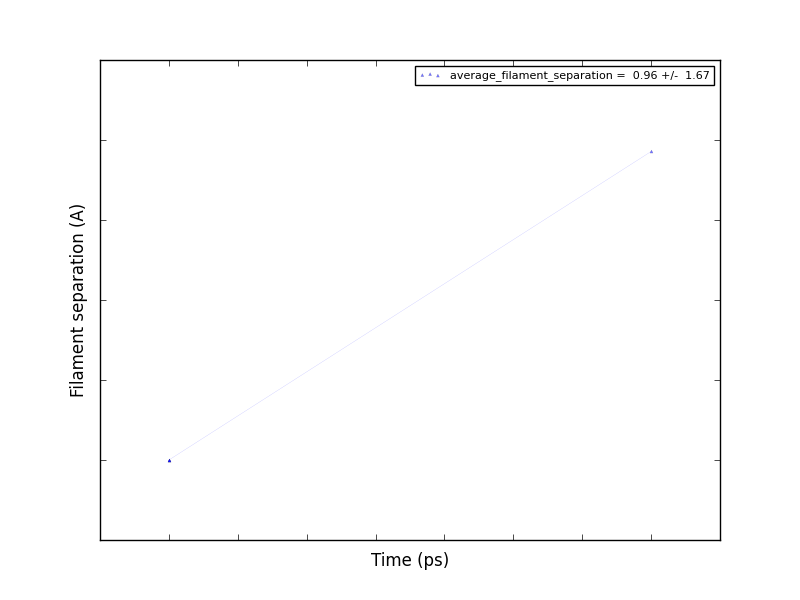 average_filament_separation = 0.96 +/- 1.67
Filament separation (A)
Time (ps)